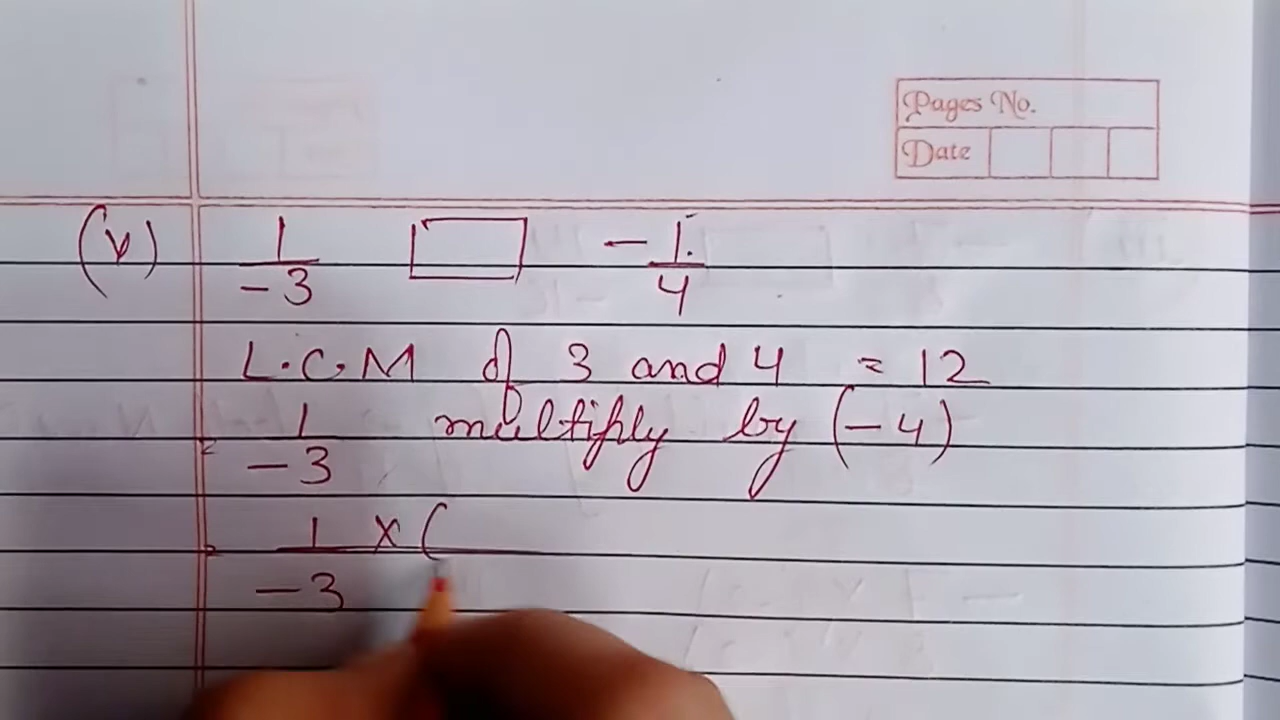 Pages No.
Date
(v) 1/-3 □ -1/4
L.C.M of 3 and 4 = 12
= 1/-3 multiply by (-4)
= 1 × ( / -3